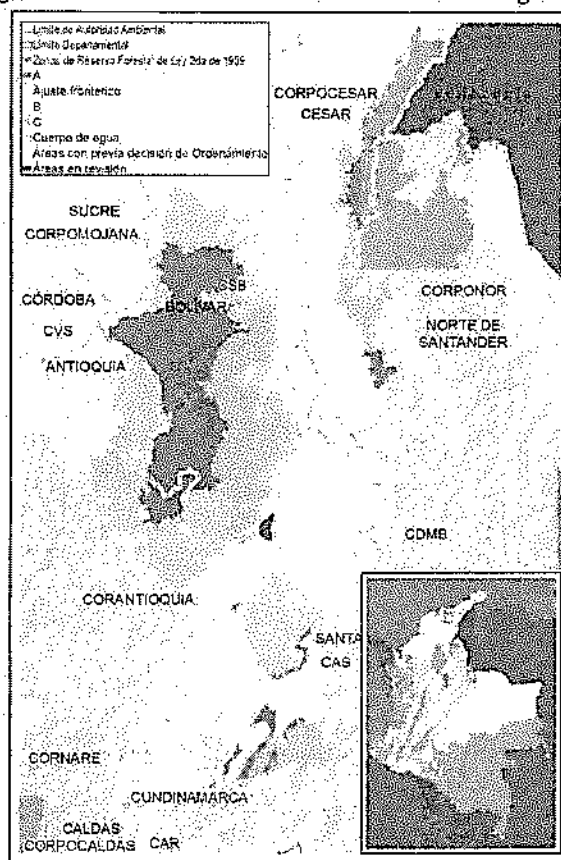 Límite de Autoridad Ambiental
Límite Departamental
Zonas de Reserva Forestal de Ley 2da de 1959
A
Ajuste fronterizo
B
C
Cuerpo de agua
Áreas con previa decisión de Ordenamiento
Áreas en revisión
CORPOCESAR
CESAR
SUCRE
CORPOMOJANA
CSB
BOLIVAR
CÓRDOBA
CVS
ANTIOQUIA
CORPONOR
NORTE DE
SANTANDER
CDMB
CORANTIOQUIA
SANTA
CAS
CORNARE
CUNDINAMARCA
CALDAS
CORPOCALDAS
CAR